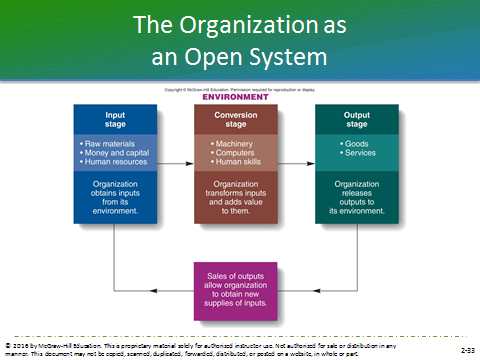 The Organization as
an Open System
Copyright © McGraw-Hill Education. Permission required for reproduction or display.
ENVIRONMENT
Input
stage
• Raw materials
• Money and capital
• Human resources
Organization
obtains inputs
from its
environment.
Conversion
stage
• Machinery
• Computers
• Human skills
Organization
transforms inputs
and adds value
to them.
Output
stage
• Goods
• Services
Organization
releases
outputs to
its environment.
Sales of outputs
allow organization
to obtain new
supplies of inputs.
© 2016 by McGraw-Hill Education. This is proprietary material solely for authorized instructor use. Not authorized for sale or distribution in any
manner. This document may not be copied, scanned, duplicated, forwarded, distributed, or posted on a website, in whole or part.
2-33